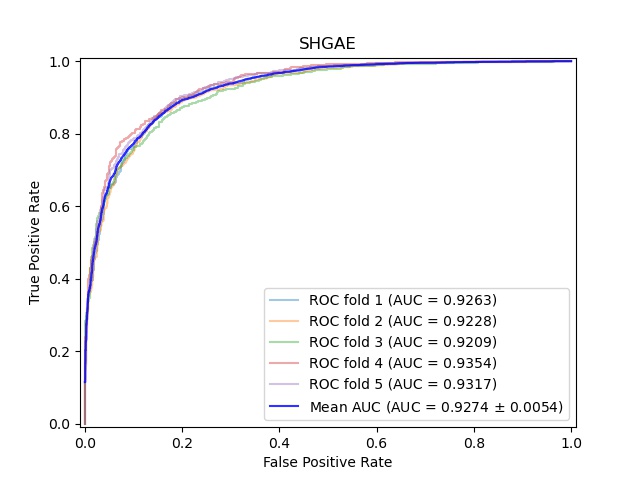 SHGAE
True Positive Rate
1.0
0.8
0.6
0.4
0.2
0.0
ROC fold 1 (AUC = 0.9263)
ROC fold 2 (AUC = 0.9228)
ROC fold 3 (AUC = 0.9209)
ROC fold 4 (AUC = 0.9354)
ROC fold 5 (AUC = 0.9317)
Mean AUC (AUC = 0.9274 ± 0.0054)
0.0 0.2 0.4 0.6 0.8 1.0
False Positive Rate